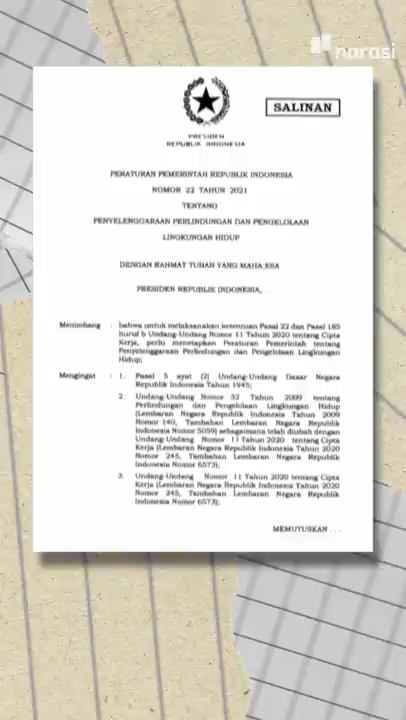 narasi
SALINAN
PRESIDEN
REPUBLIK INDONESIA
PERATURAN PEMERINTAH REPUBLIK INDONESIA
NOMOR 22 TAHUN 2021
TENTANG
PENYELENGGARAAN PERLINDUNGAN DAN PENGELOLAAN
LINGKUNGAN HIDUP
DENGAN RAHMAT TUHAN YANG MAHA ESA
PRESIDEN REPUBLIK INDONESIA,
Menimbang : bahwa untuk melaksanakan ketentuan Pasal 22 dan Pasal 185
huruf b Undang-Undang Nomor 11 Tahun 2020 tentang Cipta
Kerja, perlu menetapkan Peraturan Pemerintah tentang
Penyelenggaraan Perlindungan dan Pengelolaan Lingkungan
Hidup;
Mengingat : 1. Pasal 5 ayat (2) Undang-Undang Dasar Negara
Republik Indonesia Tahun 1945;
2. Undang-Undang Nomor 32 Tahun 2009 tentang
Perlindungan dan Pengelolaan Lingkungan Hidup
(Lembaran Negara Republik Indonesia Tahun 2009
Nomor 140, Tambahan Lembaran Negara Republik
Indonesia Nomor 5059) sebagaimana telah diubah dengan
Undang-Undang Nomor 11 Tahun 2020 tentang Cipta
Kerja (Lembaran Negara Republik Indonesia Tahun 2020
Nomor 245, Tambahan Lembaran Negara Republik
Indonesia Nomor 6573);
3. Undang-Undang Nomor 11 Tahun 2020 tentang Cipta
Kerja (Lembaran Negara Republik Indonesia Tahun 2020
Nomor 245, Tambahan Lembaran Negara Republik
Indonesia Nomor 6573);
MEMUTUSKAN . . .